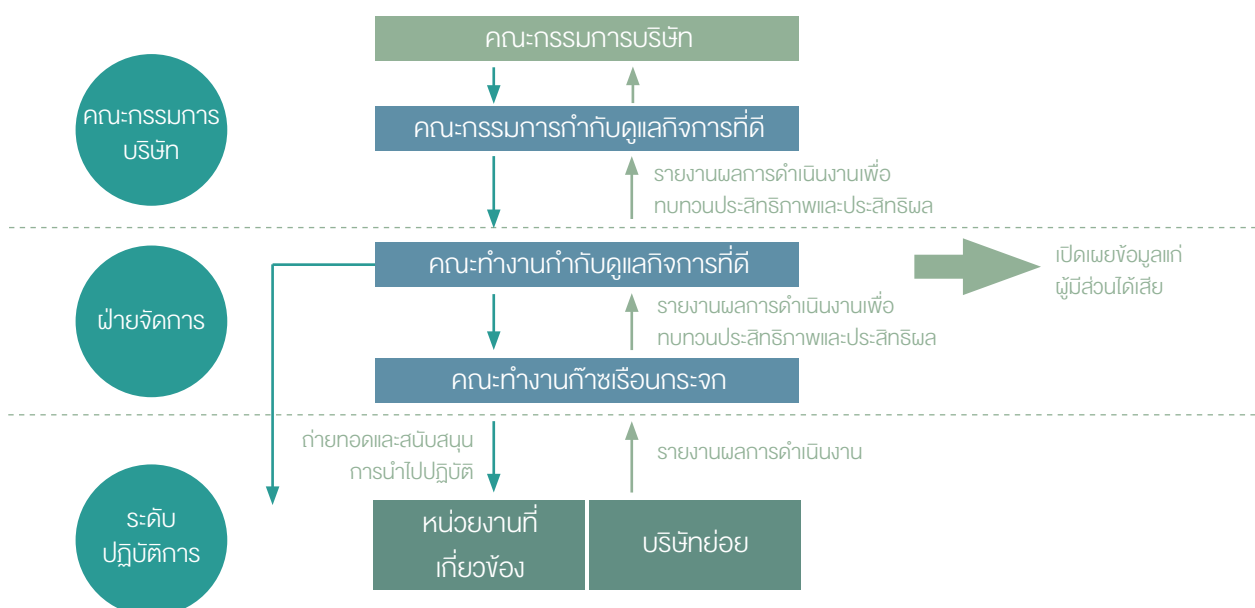 คณะกรรมการบริษัท
คณะกรรมการ
บริษัท
คณะกรรมการกำกับดูแลกิจการที่ดี
รายงานผลการดำเนินงานเพื่อ
ทบทวนประสิทธิภาพและประสิทธิผล
ฝ่ายจัดการ
คณะทำงานกำกับดูแลกิจการที่ดี
เปิดเผยข้อมูลแก่
ผู้มีส่วนได้เสีย
รายงานผลการดำเนินงานเพื่อ
ทบทวนประสิทธิภาพและประสิทธิผล
คณะทำงานก๊าซเรือนกระจก
ถ่ายทอดและสนับสนุน
การนำไปปฏิบัติ
รายงานผลการดำเนินงาน
ระดับ
ปฏิบัติการ
หน่วยงานที่
เกี่ยวข้อง
บริษัทย่อย